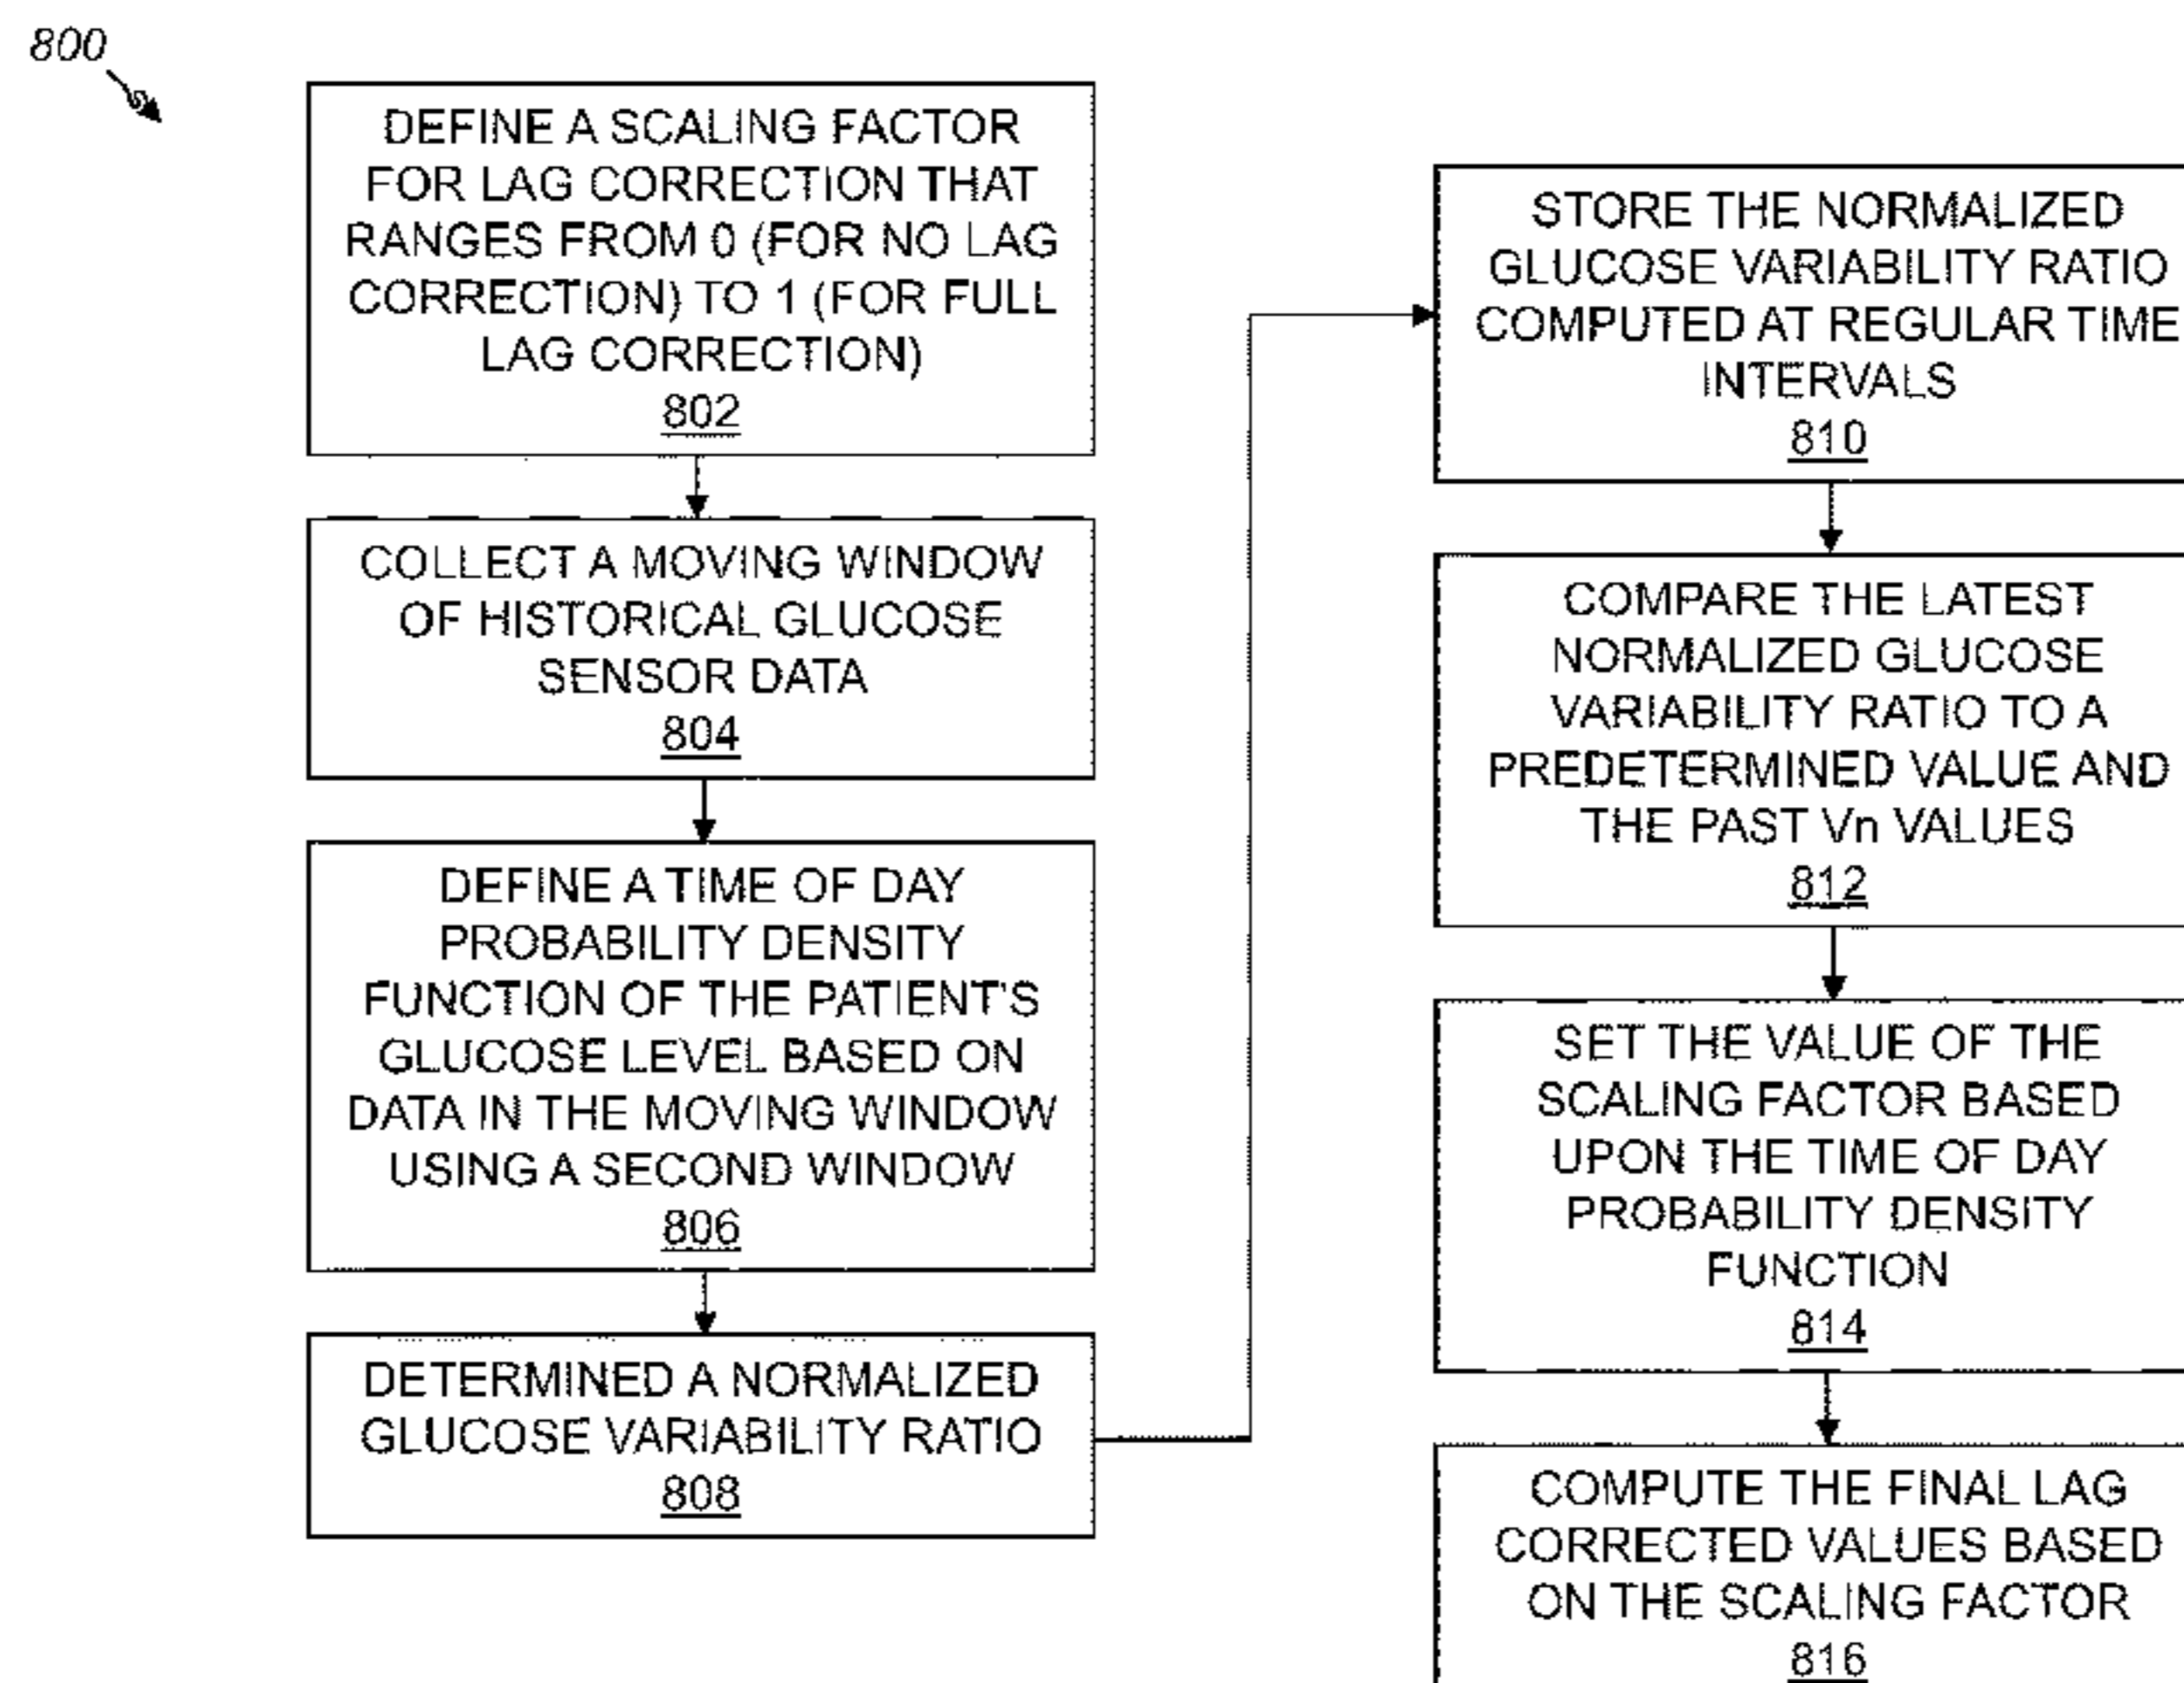 800
DEFINE A SCALING FACTOR
FOR LAG CORRECTION THAT
RANGES FROM 0 (FOR NO LAG
CORRECTION) TO 1 (FOR FULL
LAG CORRECTION)
802
COLLECT A MOVING WINDOW
OF HISTORICAL GLUCOSE
SENSOR DATA
804
DEFINE A TIME OF DAY
PROBABILITY DENSITY
FUNCTION OF THE PATIENT'S
GLUCOSE LEVEL BASED ON
DATA IN THE MOVING WINDOW
USING A SECOND WINDOW
806
DETERMINED A NORMALIZED
GLUCOSE VARIABILITY RATIO
808
STORE THE NORMALIZED
GLUCOSE VARIABILITY RATIO
COMPUTED AT REGULAR TIME
INTERVALS
810
COMPARE THE LATEST
NORMALIZED GLUCOSE
VARIABILITY RATIO TO A
PREDETERMINED VALUE AND
THE PAST Vn VALUES
812
SET THE VALUE OF THE
SCALING FACTOR BASED
UPON THE TIME OF DAY
PROBABILITY DENSITY
FUNCTION
814
COMPUTE THE FINAL LAG
CORRECTED VALUES BASED
ON THE SCALING FACTOR
816